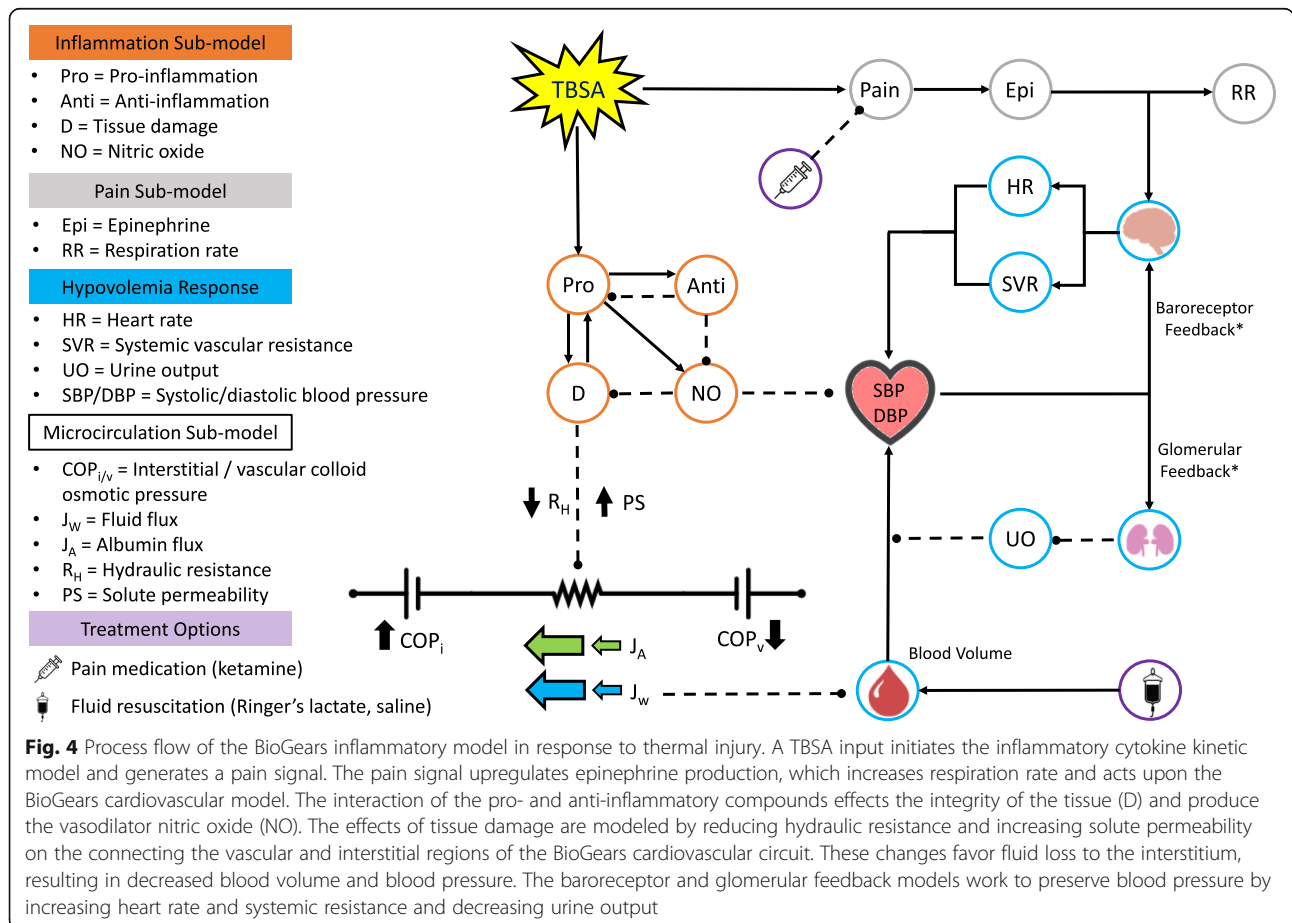 Inflammation Sub-model
• Pro = Pro-inflammation
• Anti = Anti-inflammation
• D = Tissue damage
• NO = Nitric oxide
Pain Sub-model
• Epi = Epinephrine
• RR = Respiration rate
Hypovolemia Response
• HR = Heart rate
• SVR = Systemic vascular resistance
• UO = Urine output
• SBP/DBP = Systolic/diastolic blood pressure
Microcirculation Sub-model
• COPi/v = Interstitial / vascular colloid
osmotic pressure
• JW = Fluid flux
• JA = Albumin flux
• RH = Hydraulic resistance
• PS = Solute permeability
Treatment Options
Pain medication (ketamine)
Fluid resuscitation (Ringer's lactate, saline)
TBSA
Pain
Epi
RR
HR
SVR
Pro
Anti
Baroreceptor
Feedback*
D
NO
SBP
DBP
Glomerular
Feedback*
RH
PS
UO
COPi
COPv
JA
Jw
Blood Volume
Fig. 4 Process flow of the BioGears inflammatory model in response to thermal injury. A TBSA input initiates the inflammatory cytokine kinetic
model and generates a pain signal. The pain signal upregulates epinephrine production, which increases respiration rate and acts upon the
BioGears cardiovascular model. The interaction of the pro- and anti-inflammatory compounds effects the integrity of the tissue (D) and produce
the vasodilator nitric oxide (NO). The effects of tissue damage are modeled by reducing hydraulic resistance and increasing solute permeability
on the connecting the vascular and interstitial regions of the BioGears cardiovascular circuit. These changes favor fluid loss to the interstitium,
resulting in decreased blood volume and blood pressure. The baroreceptor and glomerular feedback models work to preserve blood pressure by
increasing heart rate and systemic resistance and decreasing urine output